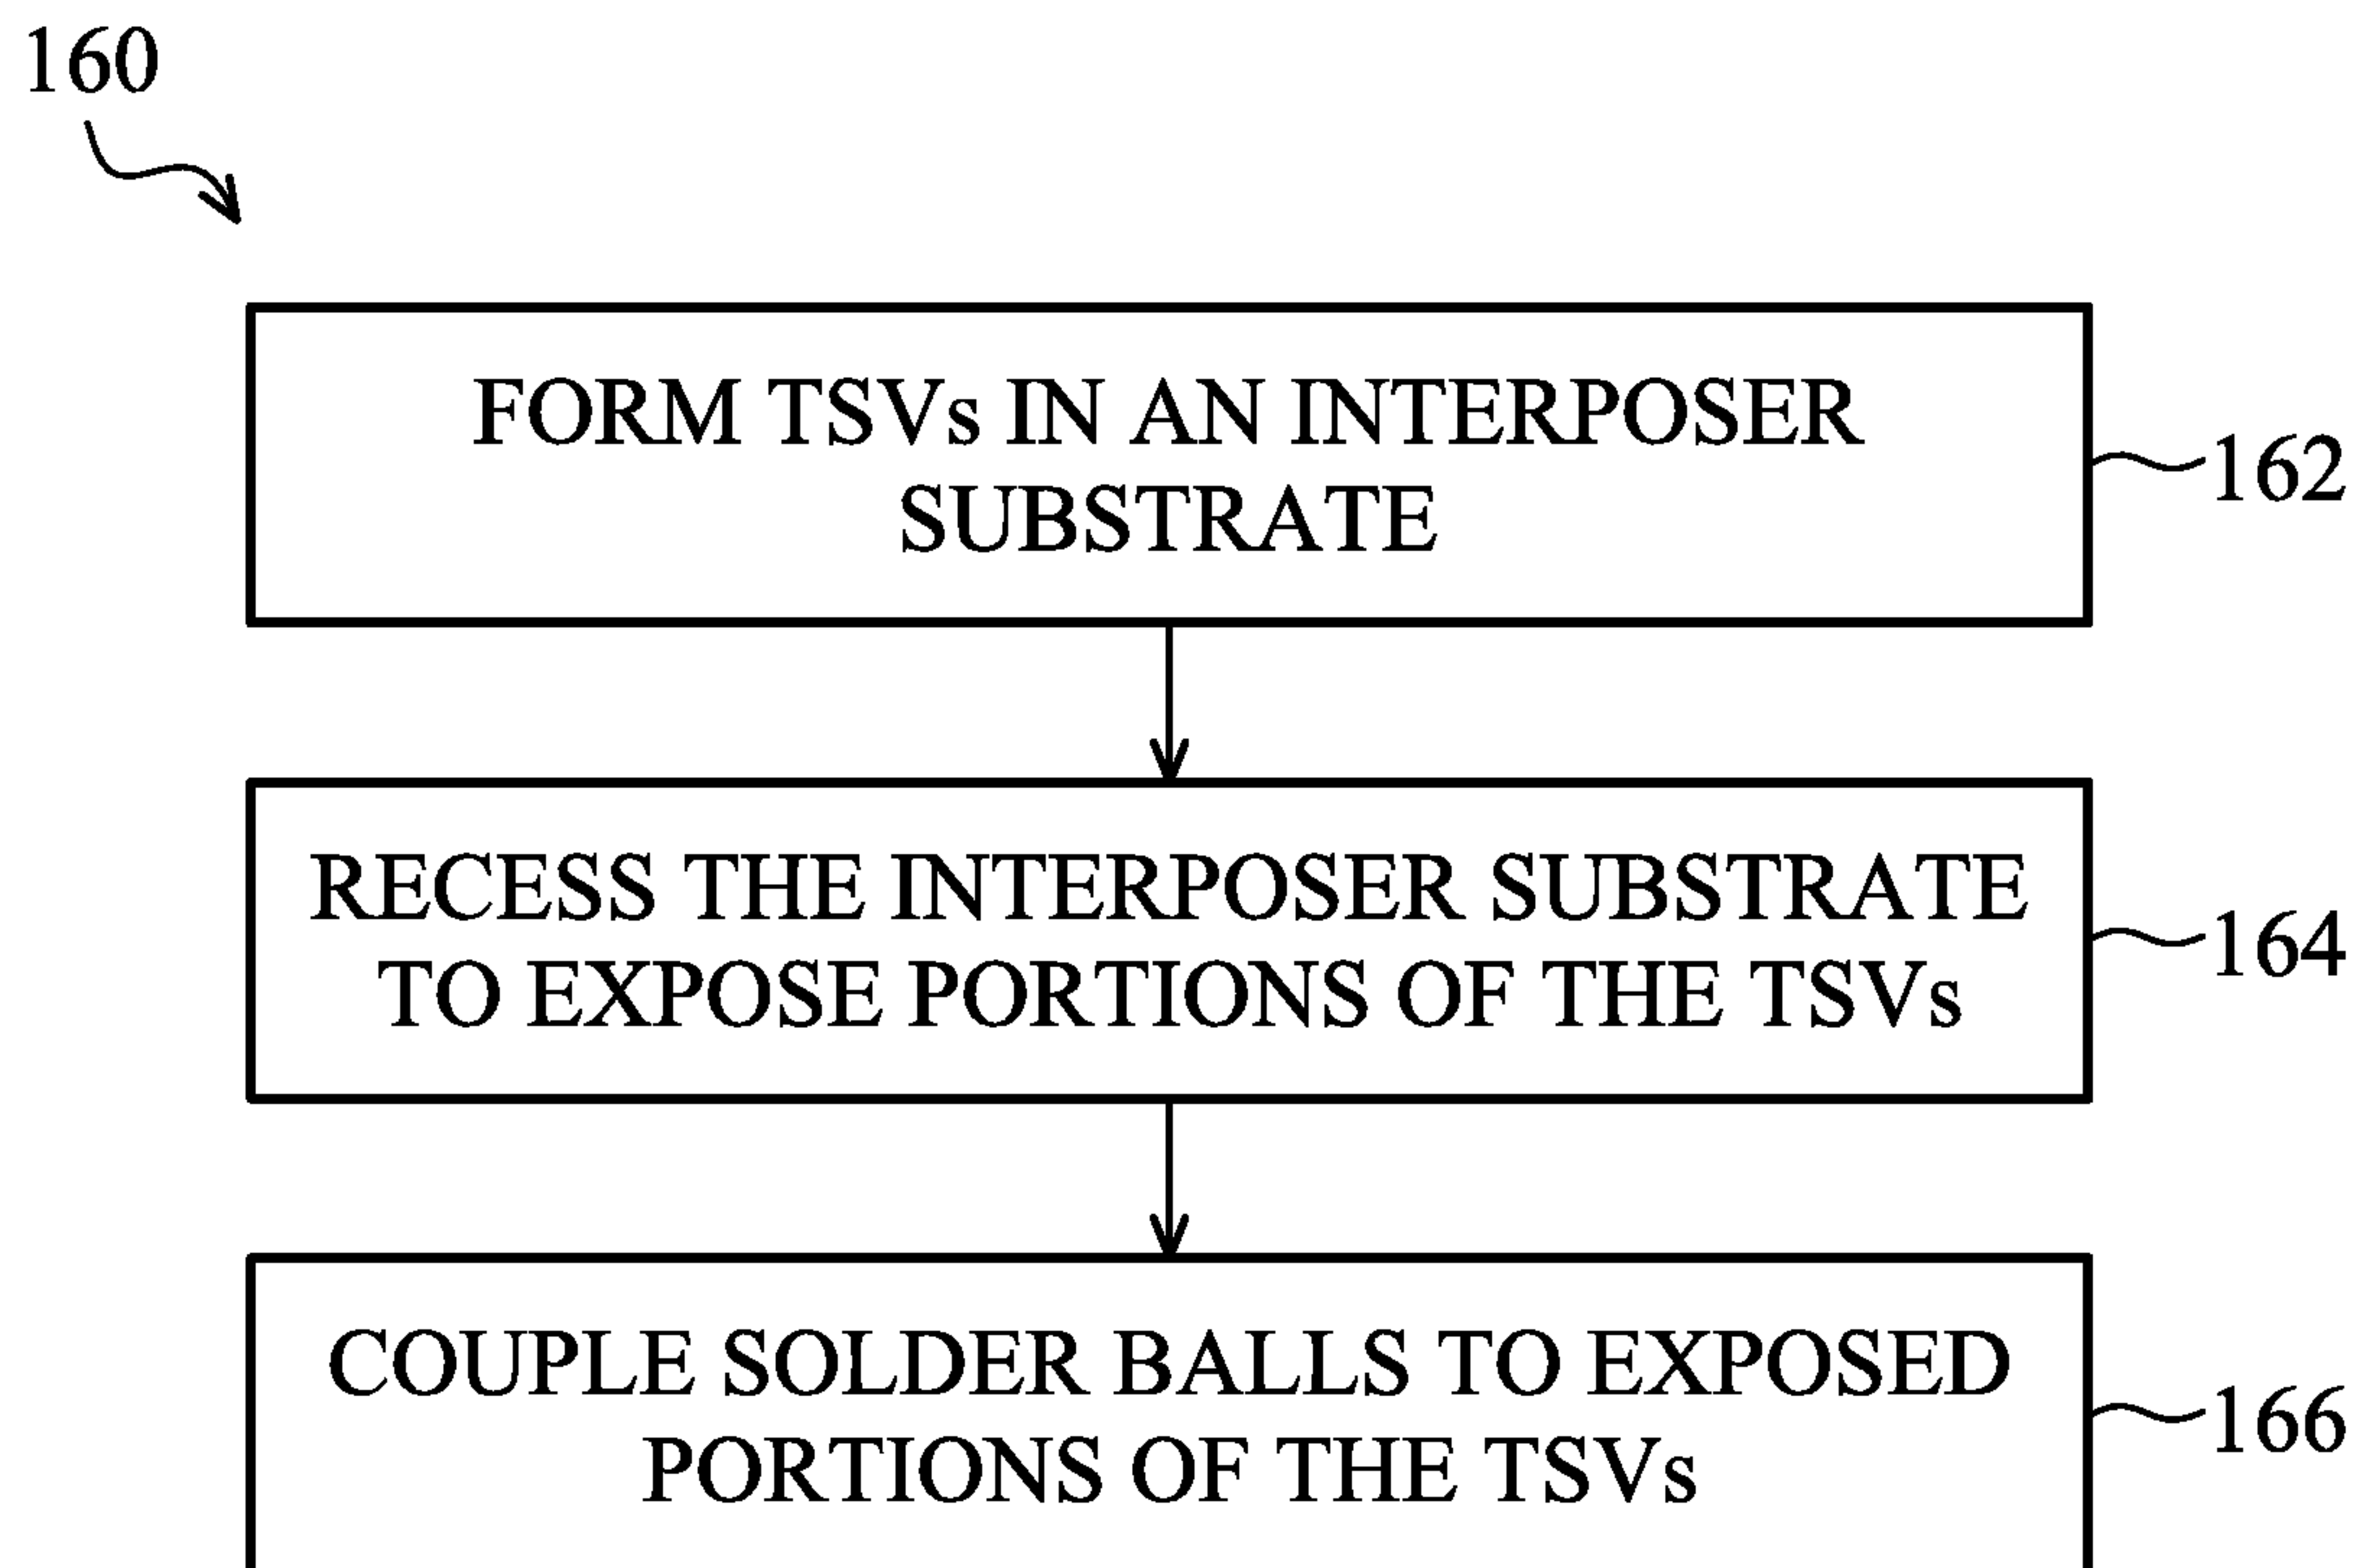 160
FORM TSVs IN AN INTERPOSER
SUBSTRATE
162
RECESS THE INTERPOSER SUBSTRATE
TO EXPOSE PORTIONS OF THE TSVs
164
COUPLE SOLDER BALLS TO EXPOSED
PORTIONS OF THE TSVs
166